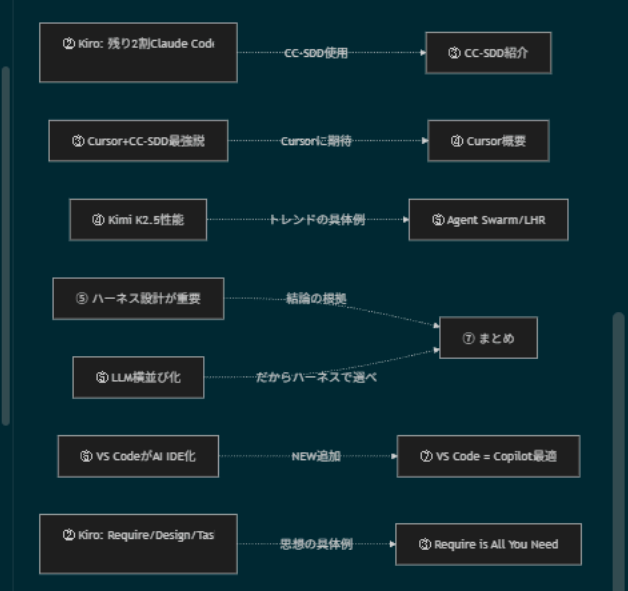 ② Kiro: 残り2割Claude Cod
CC-SDD使用
③ CC-SDD紹介
③ Cursor+CC-SDD最強説
Cursorに期待
④ Cursor概要
④ Kimi K2.5性能
トレンドの具体例
Agent Swarm/LHR
⑤ ハーネス設計が重要
結論の根拠
⑦ まとめ
LLM横並び化
だからハーネスで選べ
VS CodeがAI IDE化
NEW追加
⑦ VS Code = Copilot最適
② Kiro: Require/Design/Tas
思想の具体例
③ Require is All You Need